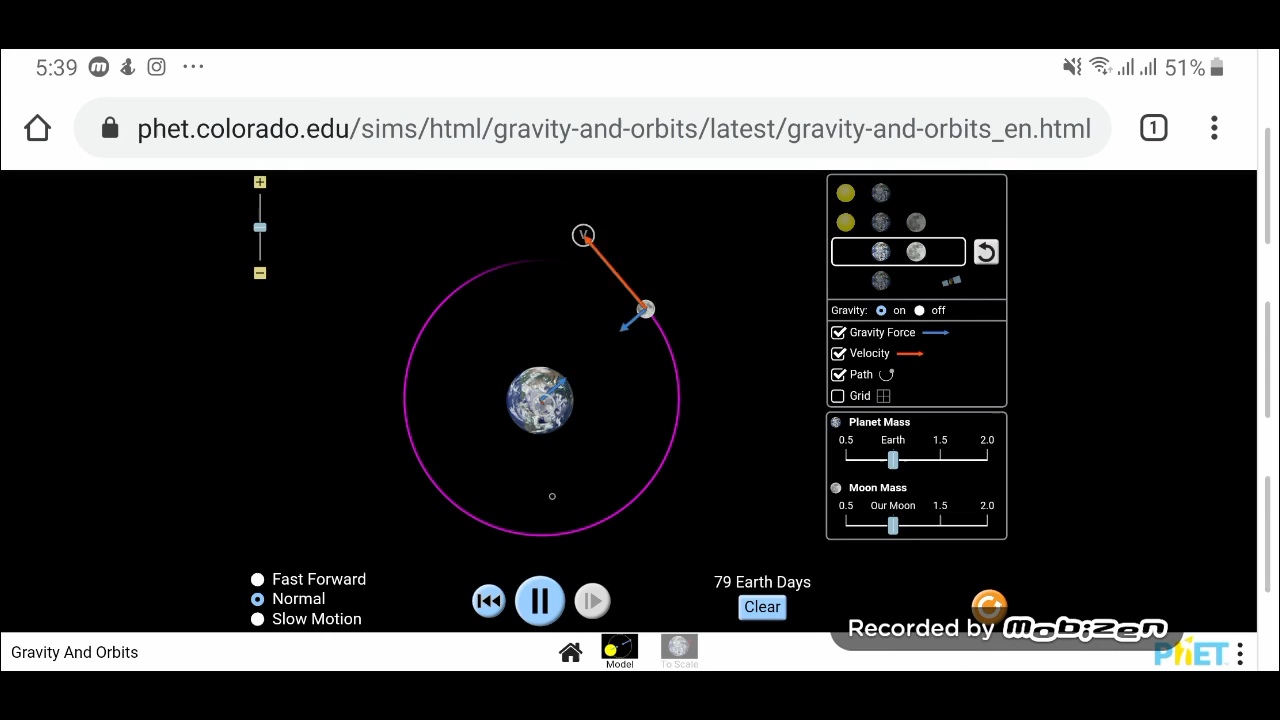 5:39 51%
phet.colorado.edu/sims/html/gravity-and-orbits/latest/gravity-and-orbits_en.html 1
V
Gravity: on off
Gravity Force
Velocity
Path
Grid
Planet Mass
0.5 Earth 1.5 2.0
Moon Mass
0.5 Our Moon 1.5 2.0
Fast Forward
Normal
Slow Motion
79 Earth Days
Clear
Recorded by mobizen
Gravity And Orbits
Model
To Scale
PhET